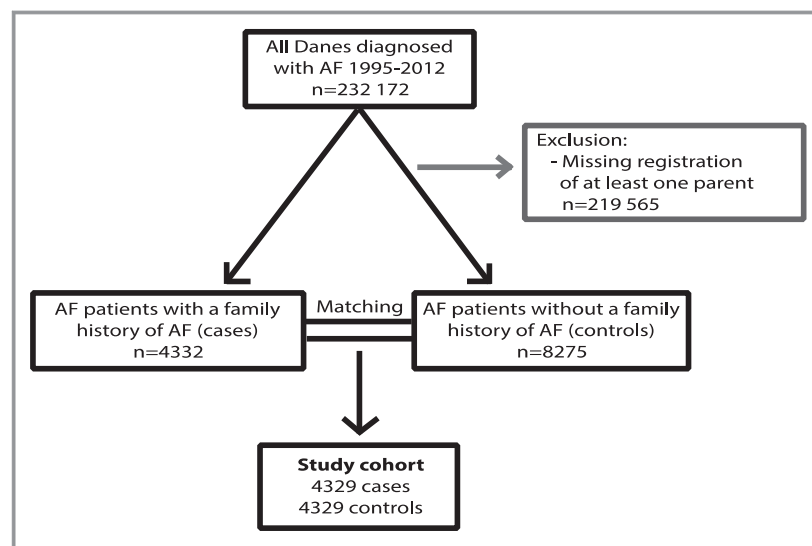 All Danes diagnosed
with AF 1995-2012
n=232 172
Exclusion:
- Missing registration
of at least one parent
n=219 565
AF patients with a family
history of AF (cases)
n=4332
Matching
AF patients without a family
history of AF (controls)
n=8275
Study cohort
4329 cases
4329 controls